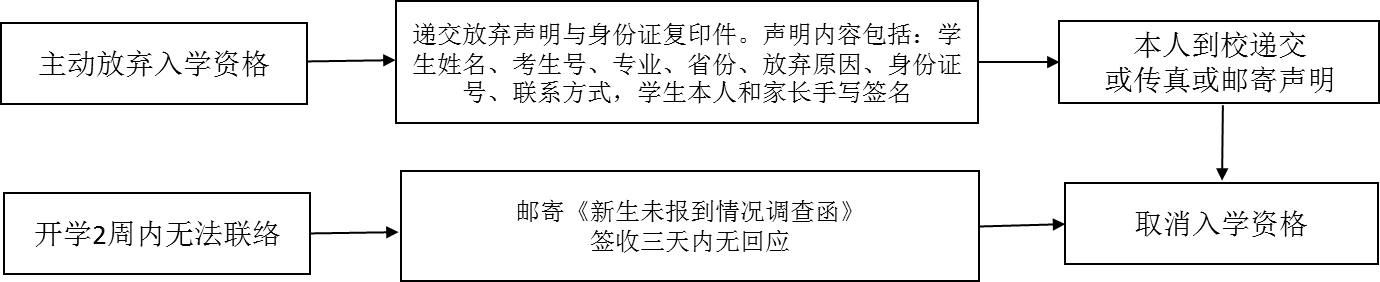 主动放弃入学资格
递交放弃声明与身份证复印件。声明内容包括：学
生姓名、考生号、专业、省份、放弃原因、身份证
号、联系方式，学生本人和家长手写签名
本人到校递交
或传真或邮寄声明
开学2周内无法联络
邮寄《新生未报到情况调查函》
签收三天内无回应
取消入学资格